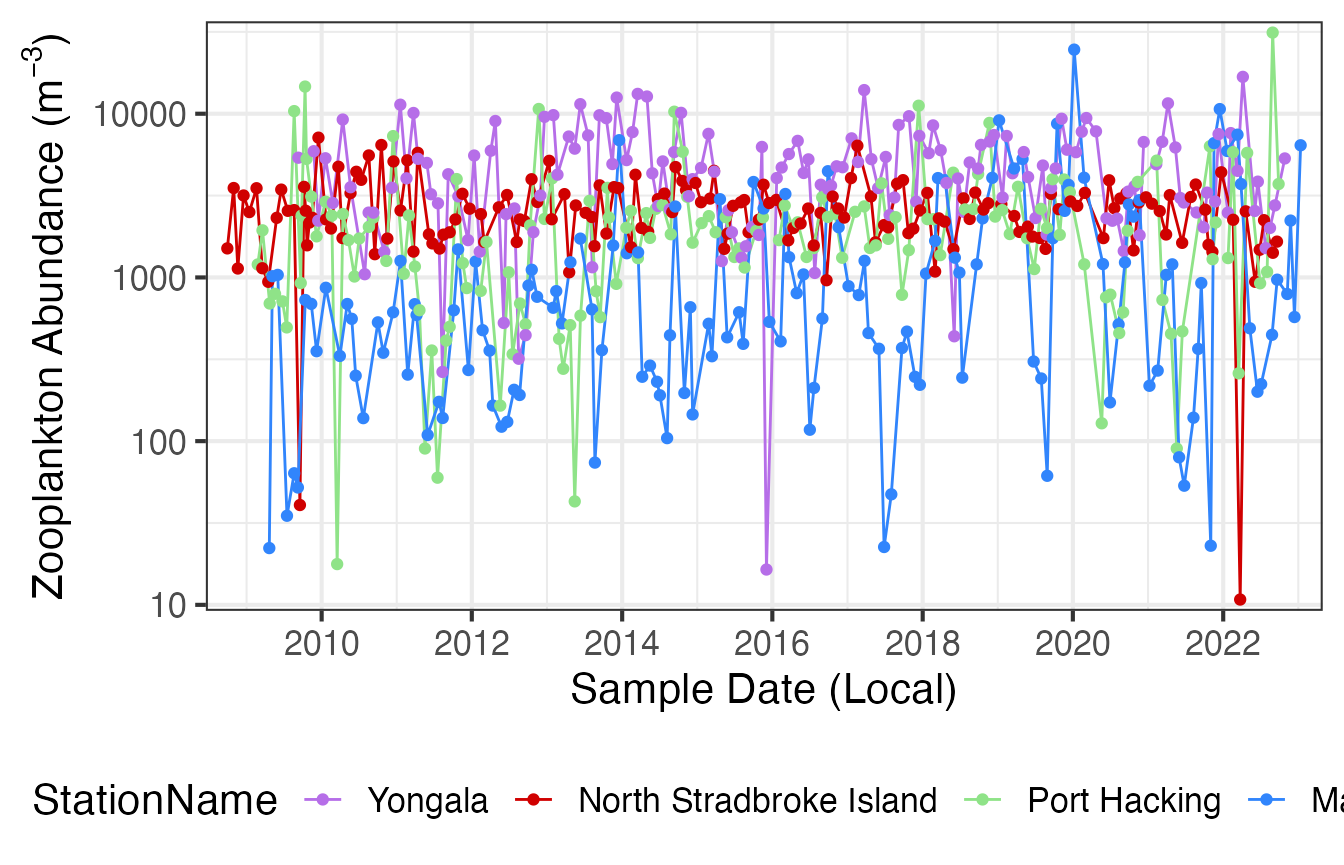 Zooplankton Abundance (m⁻³)
10000
1000
100
10
2010 2012 2014 2016 2018 2020 2022
Sample Date (Local)
StationName Yongala North Stradbroke Island Port Hacking Ma